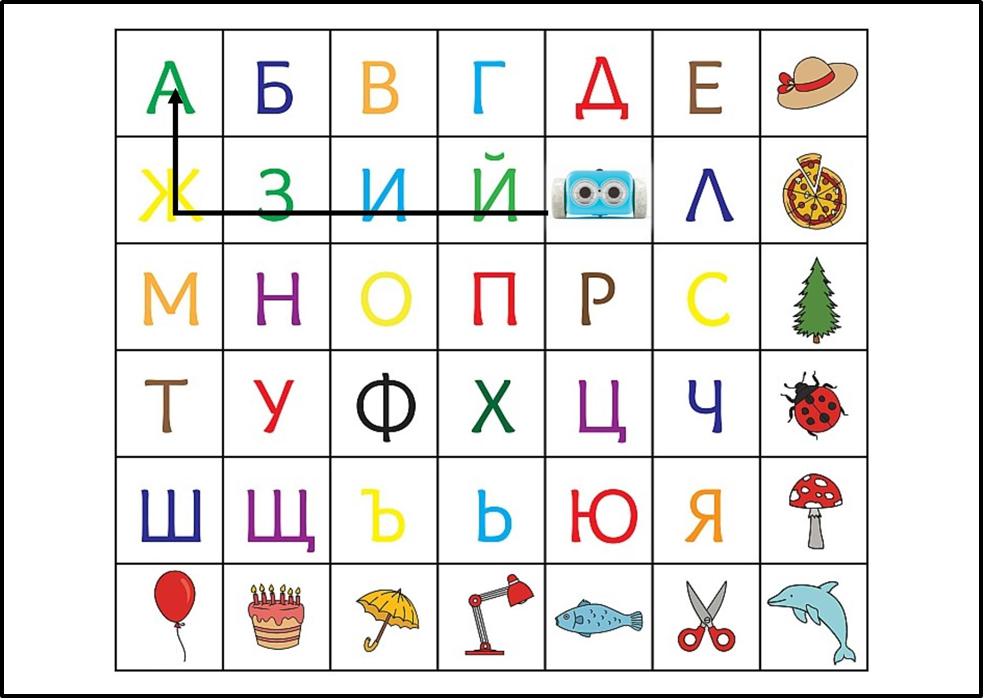 А Б В Г Д Е
Ж З И Й Л
М Н О П Р С
Т У Ф Х Ц Ч
Ш Щ Ъ Ь Ю Я